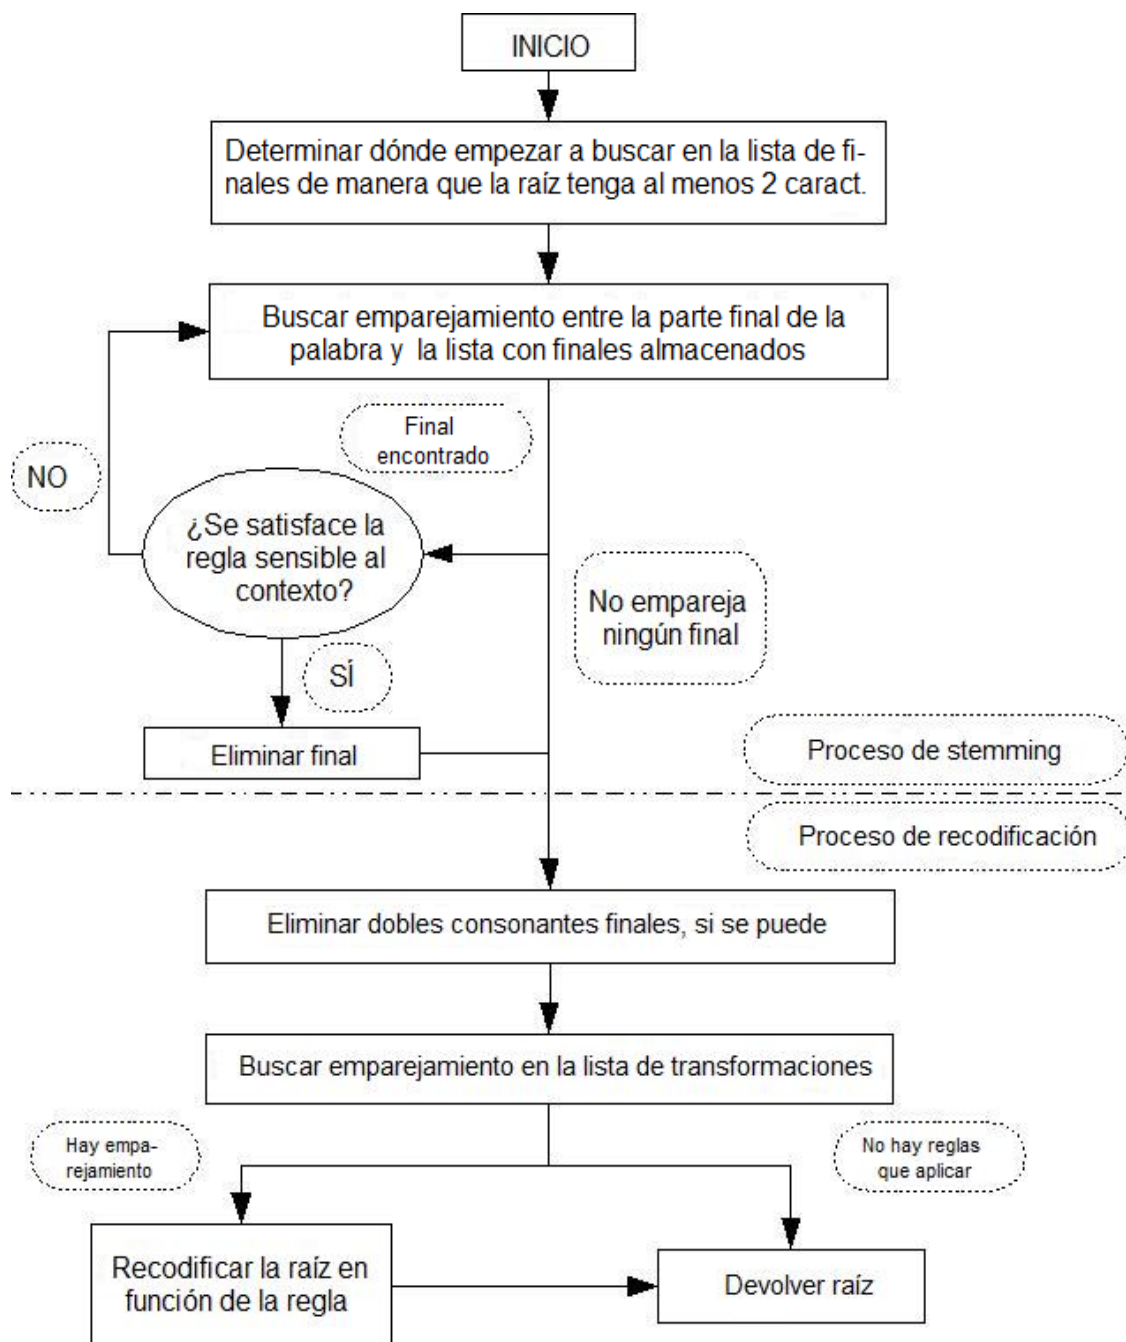 INICIO
Determinar dónde empezar a buscar en la lista de fi-
nales de manera que la raíz tenga al menos 2 caract.
Buscar emparejamiento entre la parte final de la
palabra y la lista con finales almacenados
Final
encontrado
NO
¿Se satisface la
regla sensible al
contexto?
No empareja
ningún final
SÍ
Eliminar final
Proceso de stemming
Proceso de recodificación
Eliminar dobles consonantes finales, si se puede
Buscar emparejamiento en la lista de transformaciones
Hay empa-
rejamiento
No hay reglas
que aplicar
Recodificar la raíz en
función de la regla
Devolver raíz